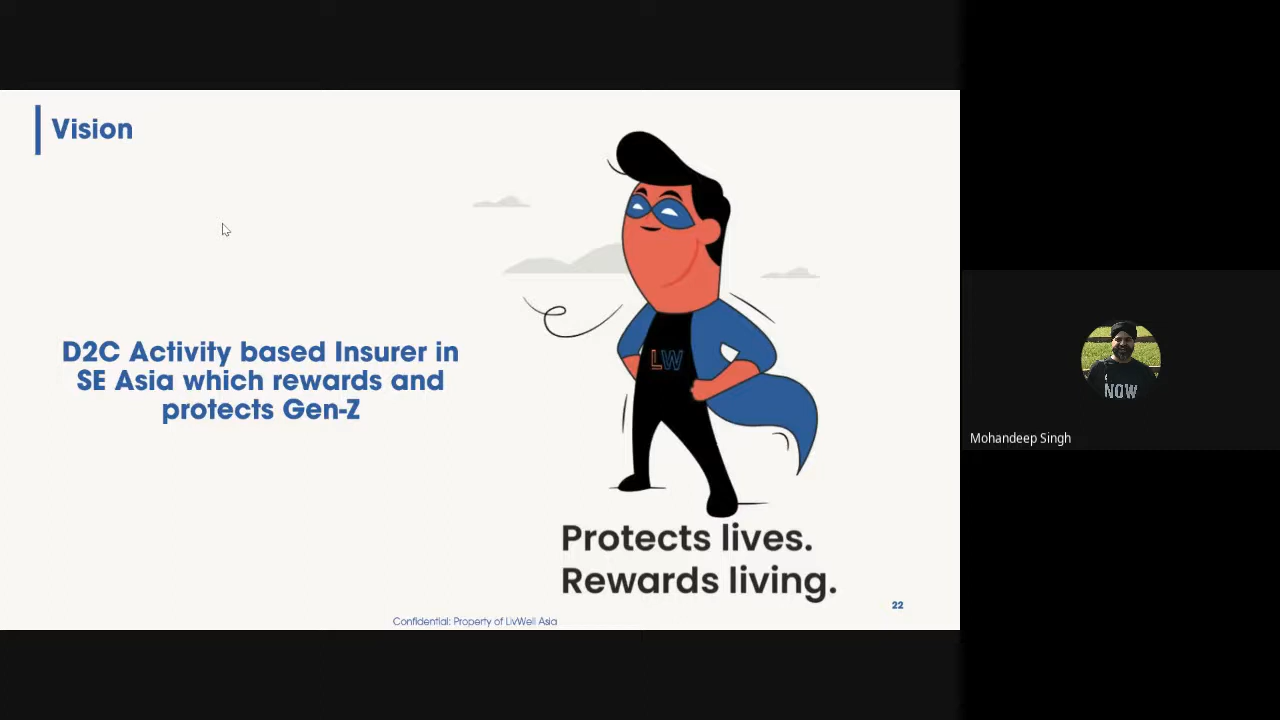 Vision
D2C Activity based Insurer in
SE Asia which rewards and
protects Gen-Z
LW
Protects lives.
Rewards living.
22
Confidential: Property of LivWell Asia
NOW
Mohandeep Singh